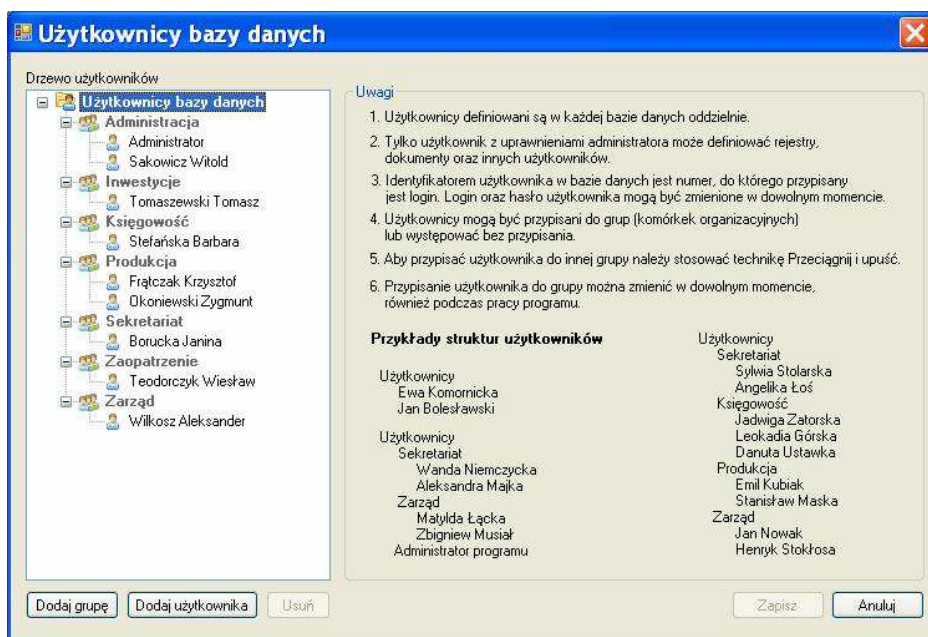 Użytkownicy bazy danych
Drzewo użytkowników
Użytkownicy bazy danych
Administracja
Administrator
Sakowicz Witold
Inwestycje
Tomaszewski Tomasz
Księgowość
Stefańska Barbara
Produkcja
Frątczak Krzysztof
Okoniewski Zygmunt
Sekretariat
Borucka Janina
Zaopatrzenie
Teodorczyk Wiesław
Zarząd
Wilkosz Aleksander
Uwagi
1. Użytkownicy definiowani są w każdej bazie danych oddzielnie.
2. Tylko użytkownik z uprawnieniami administratora może definiować rejestry,
dokumenty oraz innych użytkowników.
3. Identyfikatorem użytkownika w bazie danych jest numer, do którego przypisany
jest login. Login oraz hasło użytkownika mogą być zmienione w dowolnym momencie.
4. Użytkownicy mogą być przypisani do grup (komórkek organizacyjnych)
lub występować bez przypisania.
5. Aby przypisać użytkownika do innej grupy należy stosować technikę Przeciągnij i upuść.
6. Przypisanie użytkownika do grupy można zmienić w dowolnym momencie,
również podczas pracy programu.
Przykłady struktur użytkowników
Użytkownicy
Ewa Komornicka
Jan Bolesławski
Użytkownicy
Sekretariat
Wanda Niemczycka
Aleksandra Majka
Zarząd
Matylda Łącka
Zbigniew Musiał
Administrator programu
Użytkownicy
Sekretariat
Sylwia Stolarska
Angelika Łoś
Księgowość
Jadwiga Zatorska
Leokadia Górska
Danuta Ustawka
Produkcja
Emil Kubiak
Stanisław Maska
Zarząd
Jan Nowak
Henryk Stokłosa
Dodaj grupę
Dodaj użytkownika
Usuń
Zapisz
Anuluj